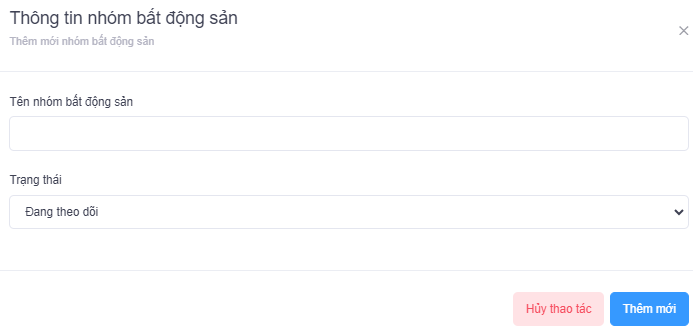 Thông tin nhóm bất động sản
Thêm mới nhóm bất động sản
Tên nhóm bất động sản
Trạng thái
Đang theo dõi
Hủy thao tác
Thêm mới